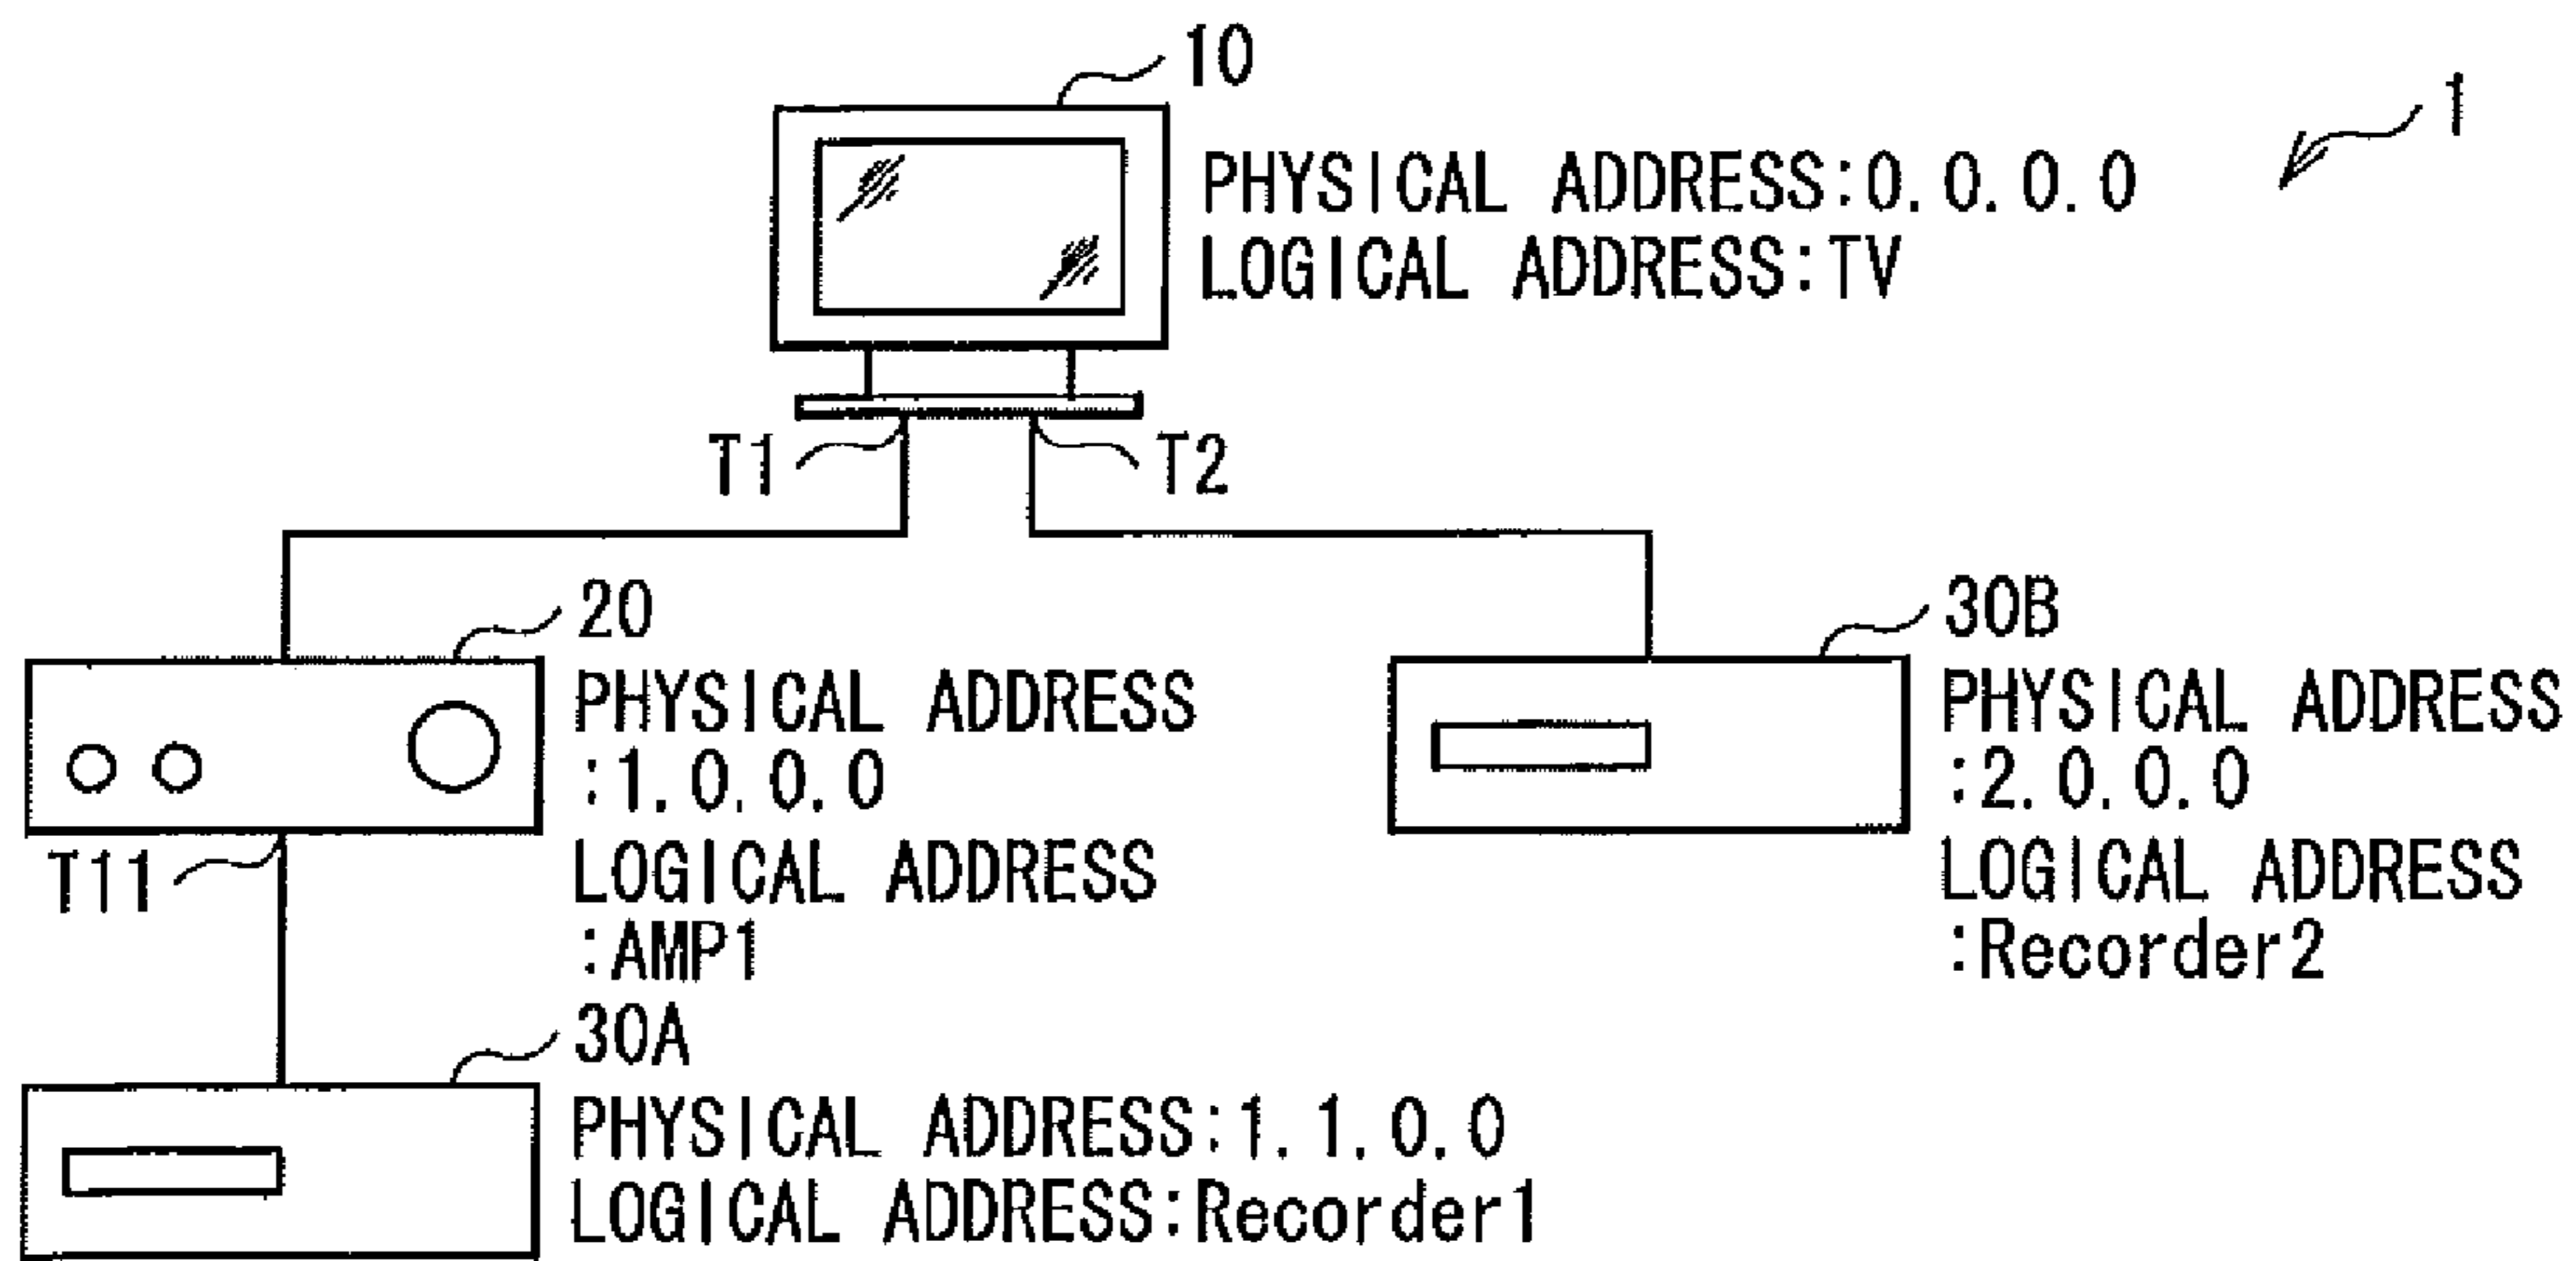 10
1
PHYSICAL ADDRESS:0.0.0.0
LOGICAL ADDRESS:TV
T1
T2
20
PHYSICAL ADDRESS
:1.0.0.0
LOGICAL ADDRESS
:AMP1
T11
30B
PHYSICAL ADDRESS
:2.0.0.0
LOGICAL ADDRESS
:Recorder2
30A
PHYSICAL ADDRESS:1.1.0.0
LOGICAL ADDRESS:Recorder1